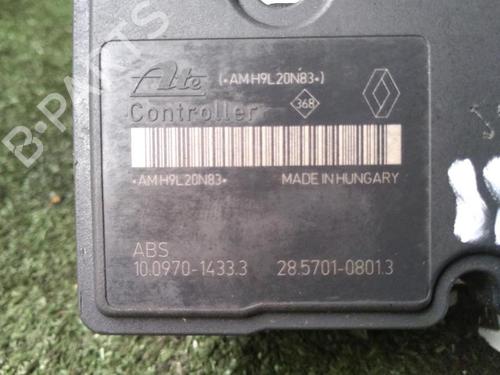 Ate (•AMH9L20N83•)
Controller 368
•AMH9L20N83• MADE IN HUNGARY
ABS
10.0970-1433.3 28.5701-0801.3
B-PARTS